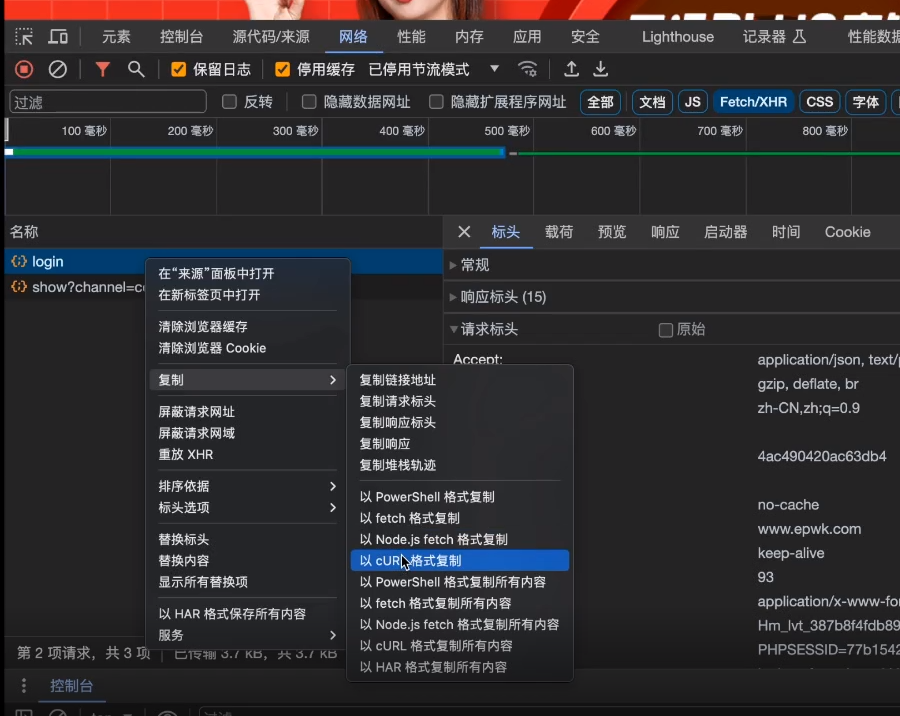 元素 控制台 源代码/来源 网络 性能 内存 应用 安全 Lighthouse 记录器 性能数据
保留日志 停用缓存 已停用节流模式
过滤 反转 隐藏数据网址 隐藏扩展程序网址 全部 文档 JS Fetch/XHR CSS 字体
100 毫秒 200 毫秒 300 毫秒 400 毫秒 500 毫秒 600 毫秒 700 毫秒 800 毫秒
名称
标头 载荷 预览 响应 启动器 时间 Cookie
login
show?channel=c
在“来源”面板中打开
在新标签页中打开
清除浏览器缓存
清除浏览器 Cookie
复制
屏蔽请求网址
屏蔽请求网域
重放 XHR
排序依据
标头选项
替换标头
替换内容
显示所有替换项
以 HAR 格式保存所有内容
服务
复制链接地址
复制请求标头
复制响应标头
复制响应
复制堆栈轨迹
以 PowerShell 格式复制
以 fetch 格式复制
以 Node.js fetch 格式复制
以 cURL 格式复制
以 PowerShell 格式复制所有内容
以 fetch 格式复制所有内容
以 Node.js fetch 格式复制所有内容
以 cURL 格式复制所有内容
以 HAR 格式复制所有内容
常规
响应标头 (15)
请求标头 原始
Accept: application/json, text/
gzip, deflate, br
zh-CN,zh;q=0.9
4ac490420ac63db4
no-cache
www.epwk.com
keep-alive
93
application/x-www-fo
Hm_lvt_387b8f4fdb89
PHPSESSID=77b1542
第 2 项请求，共 3 项 已传输 3.7 kB，共 3.7 kB
控制台